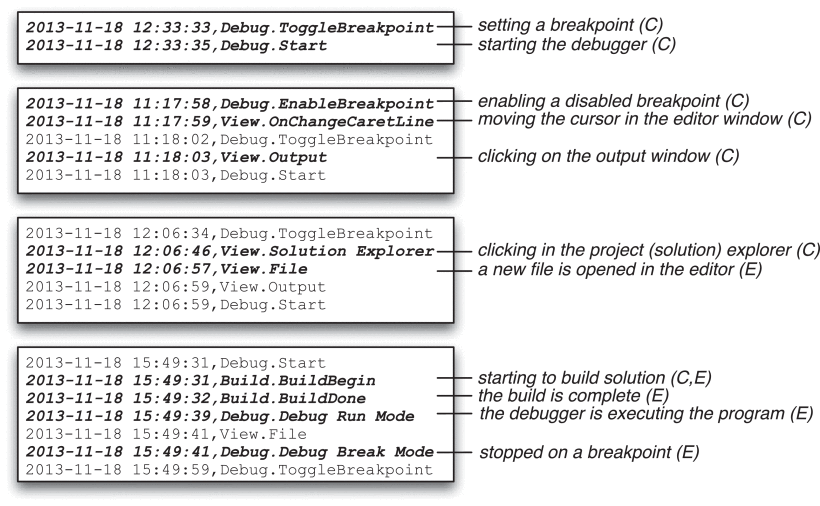 2013-11-18 12:33:33,Debug.ToggleBreakpoint setting a breakpoint (C)
2013-11-18 12:33:35,Debug.Start starting the debugger (C)
2013-11-18 11:17:58,Debug.EnableBreakpoint enabling a disabled breakpoint (C)
2013-11-18 11:17:59,View.OnChangeCaretLine moving the cursor in the editor window (C)
2013-11-18 11:18:02,Debug.ToggleBreakpoint
2013-11-18 11:18:03,View.Output clicking on the output window (C)
2013-11-18 11:18:03,Debug.Start
2013-11-18 12:06:34,Debug.ToggleBreakpoint
2013-11-18 12:06:46,View.Solution Explorer clicking in the project (solution) explorer (C)
2013-11-18 12:06:57,View.File a new file is opened in the editor (E)
2013-11-18 12:06:59,View.Output
2013-11-18 12:06:59,Debug.Start
2013-11-18 15:49:31,Debug.Start
2013-11-18 15:49:31,Build.BuildBegin starting to build solution (C,E)
2013-11-18 15:49:32,Build.BuildDone the build is complete (E)
2013-11-18 15:49:39,Debug.Debug Run Mode the debugger is executing the program (E)
2013-11-18 15:49:41,View.File
2013-11-18 15:49:41,Debug.Debug Break Mode stopped on a breakpoint (E)
2013-11-18 15:49:59,Debug.ToggleBreakpoint